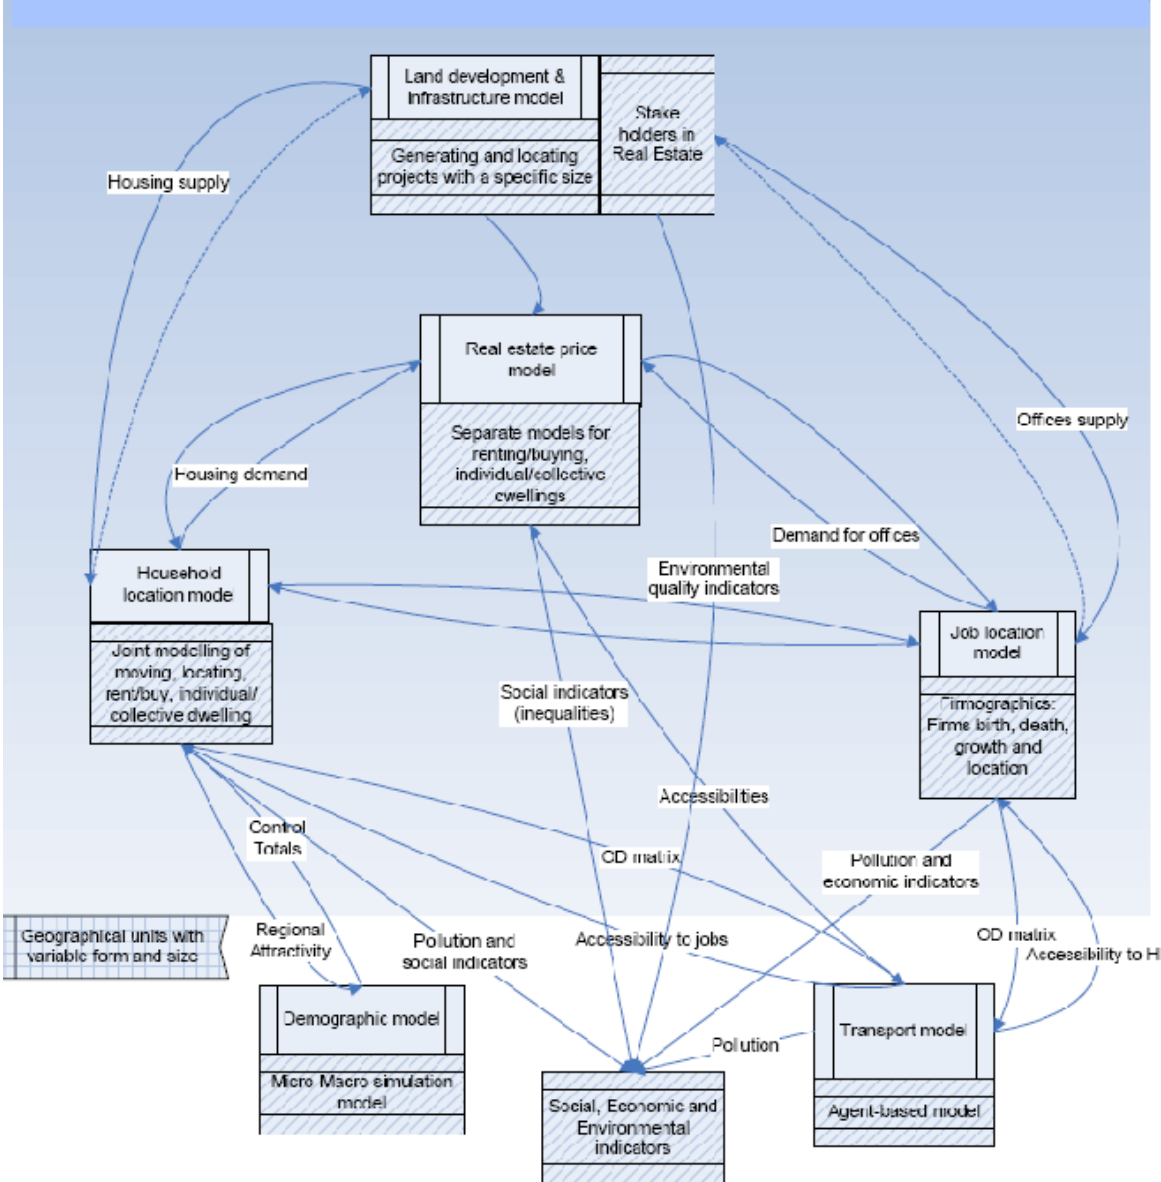 Land development &
Infrastructure model
Generating and locating
projects with a specific size
Stake
holders in
Real Estate
Housing supply
Real estate price
model
Separate models for
renting/buying,
individual/collective
cwellings
Offices supply
Housing demand
Demand for offices
Household
location model
Joint modelling of
moving, locating,
rent/buy, individual/
collective dwelling
Environmental
quality indicators
Job location
model
Firmographics:
Firms birth, death,
growth and
location
Social indicators
(inequalities)
Accessibilities
Control
Totals
OD matrix
Pollution and
economic indicators
Geographical units with
variable form and size
Regional
Attractivity
Pollution and
social indicators
Accessibility to jobs
OD matrix
Accessibility to H
Demographic model
Micro Macro simulation
model
Pollution
Transport model
Agent-based model
Social, Economic and
Environmental
indicators